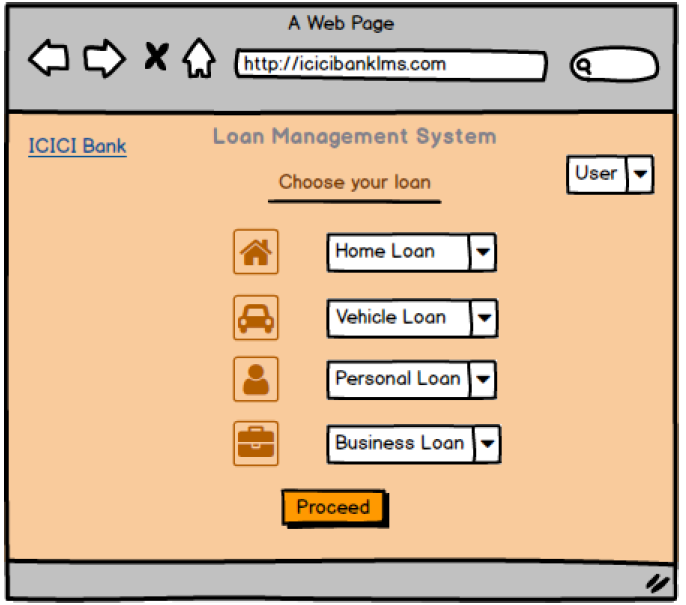 A Web Page
http://icicibanklms.com
Loan Management System
ICICI Bank
Choose your loan
User
Home Loan
Vehicle Loan
Personal Loan
Business Loan
Proceed